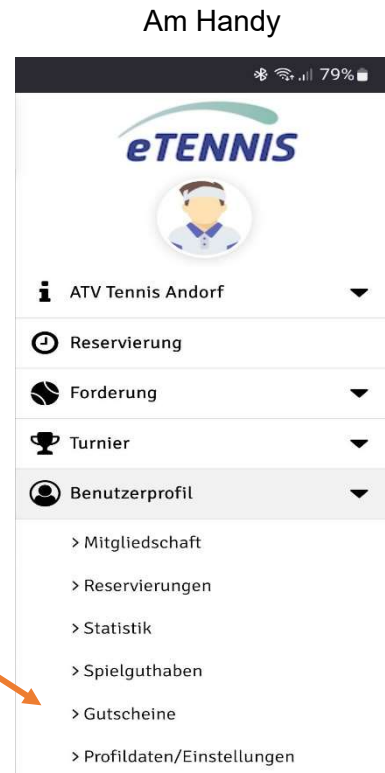 Am Handy
79%
eTENNIS
ATV Tennis Andorf
Reservierung
Forderung
Turnier
Benutzerprofil
> Mitgliedschaft
> Reservierungen
> Statistik
> Spielguthaben
> Gutscheine
> Profildaten/Einstellungen